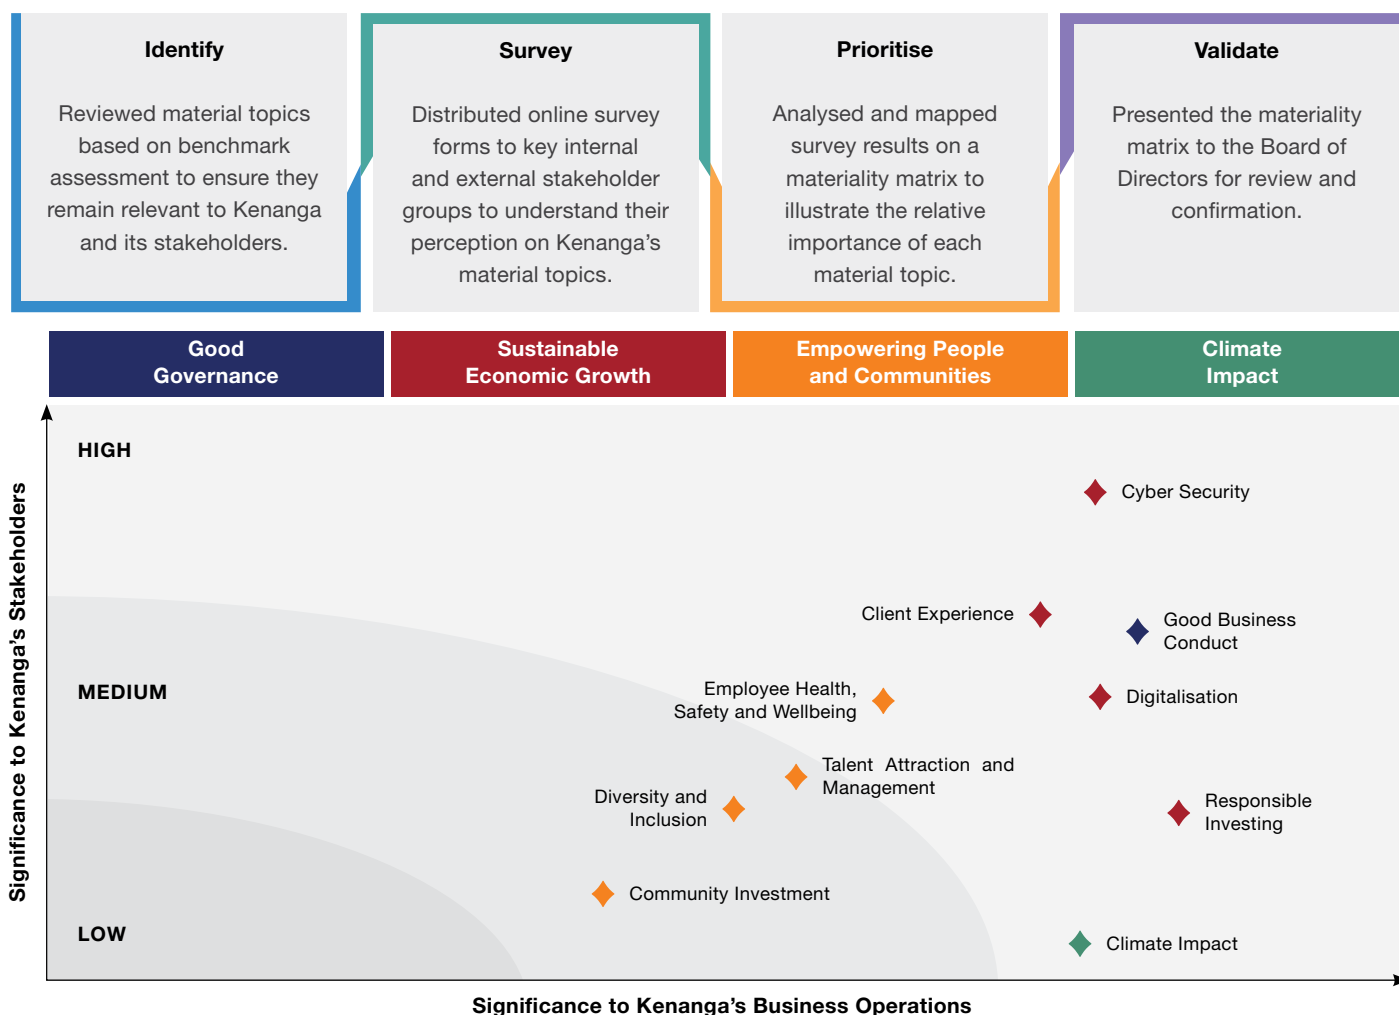 Identify
Reviewed material topics
based on benchmark
assessment to ensure they
remain relevant to Kenanga
and its stakeholders.
Survey
Distributed online survey
forms to key internal
and external stakeholder
groups to understand their
perception on Kenanga’s
material topics.
Prioritise
Analysed and mapped
survey results on a
materiality matrix to
illustrate the relative
importance of each
material topic.
Validate
Presented the materiality
matrix to the Board of
Directors for review and
confirmation.
Good
Governance
Sustainable
Economic Growth
Empowering People
and Communities
Climate
Impact
Significance to Kenanga’s Stakeholders
HIGH
MEDIUM
LOW
Cyber Security
Client Experience
Good Business
Conduct
Employee Health,
Safety and Wellbeing
Digitalisation
Talent Attraction and
Management
Diversity and
Inclusion
Responsible
Investing
Community Investment
Climate Impact
Significance to Kenanga’s Business Operations